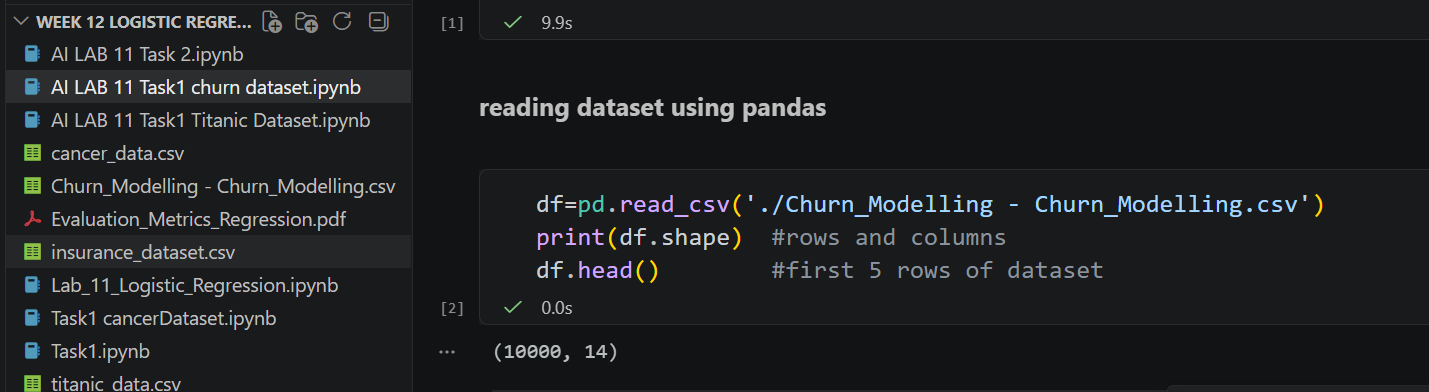 WEEK 12 LOGISTIC REGRE...
AI LAB 11 Task 2.ipynb
AI LAB 11 Task1 churn dataset.ipynb
AI LAB 11 Task1 Titanic Dataset.ipynb
cancer_data.csv
Churn_Modelling - Churn_Modelling.csv
Evaluation_Metrics_Regression.pdf
insurance_dataset.csv
Lab_11_Logistic_Regression.ipynb
Task1 cancerDataset.ipynb
Task1.ipynb
titanic_data.csv
[1] 9.9s
reading dataset using pandas
df=pd.read_csv('./Churn_Modelling - Churn_Modelling.csv')
print(df.shape)  #rows and columns
df.head()        #first 5 rows of dataset
[2] 0.0s
... (10000, 14)